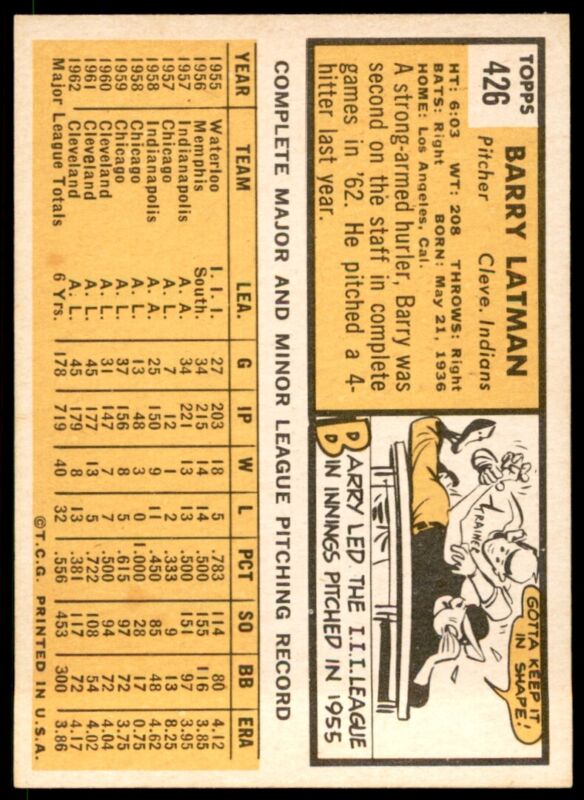 TOPPS
426
BARRY LATMAN
Pitcher Cleve. Indians
HT: 6:03 WT: 208 THROWS: Right
BATS: Right BORN: May 21, 1936
HOME: Los Angeles, Cal.
A strong-armed hurler, Barry was
second on the staff in complete
games in '62. He pitched a 4-
hitter last year.
GOTTA KEEP IT
IN SHAPE!
TRAINER
BARRY LED THE I.I.I. LEAGUE
IN INNINGS PITCHED IN 1955
COMPLETE MAJOR AND MINOR LEAGUE PITCHING RECORD
YEAR TEAM LEA. G IP W L PCT SO BB ERA
1955 Waterloo I. I. I. 27 203 18 5 .783 114 80 4.12
1956 Memphis South. 34 215 14 14 .500 155 116 3.85
1957 Indianapolis A. A. 34 221 13 13 .500 151 97 3.95
1957 Chicago A. L. 7 12 1 2 .333 9 13 8.25
1958 Indianapolis A. A. 25 150 9 11 .450 85 48 4.62
1958 Chicago A. L. 13 48 3 0 1.000 28 17 0.74
1959 Chicago A. L. 37 156 8 5 .615 97 72 3.75
1960 Cleveland A. L. 31 147 7 7 .500 94 72 4.04
1961 Cleveland A. L. 45 177 13 5 .722 108 54 4.02
1962 Cleveland A. L. 45 179 8 13 .381 117 72 4.17
Major League Totals 6 Yrs. 178 719 40 32 .556 453 300 3.86
©T.C.G. PRINTED IN U.S.A.